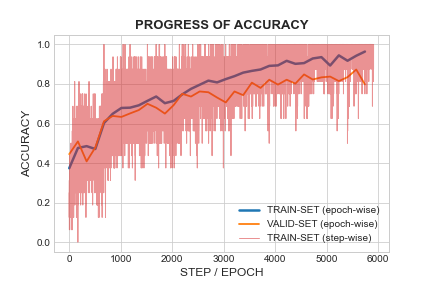 PROGRESS OF ACCURACY
1.0
0.8
0.6
0.4
0.2
0.0
ACCURACY
TRAIN-SET (epoch-wise)
VALID-SET (epoch-wise)
TRAIN-SET (step-wise)
0 1000 2000 3000 4000 5000 6000
STEP / EPOCH